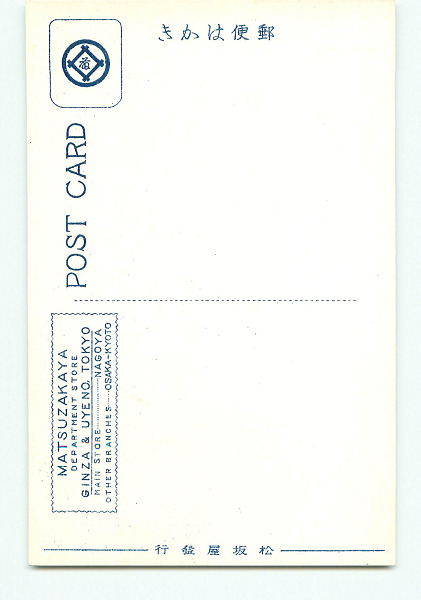 きかは便郵
POST CARD
MATSUZAKAYA
DEPARTMENT STORE
GINZA & UYENO, TOKYO
MAIN STORE............NAGOYA
OTHER BRANCHES....OSAKA-KYOTO
行發屋坂松